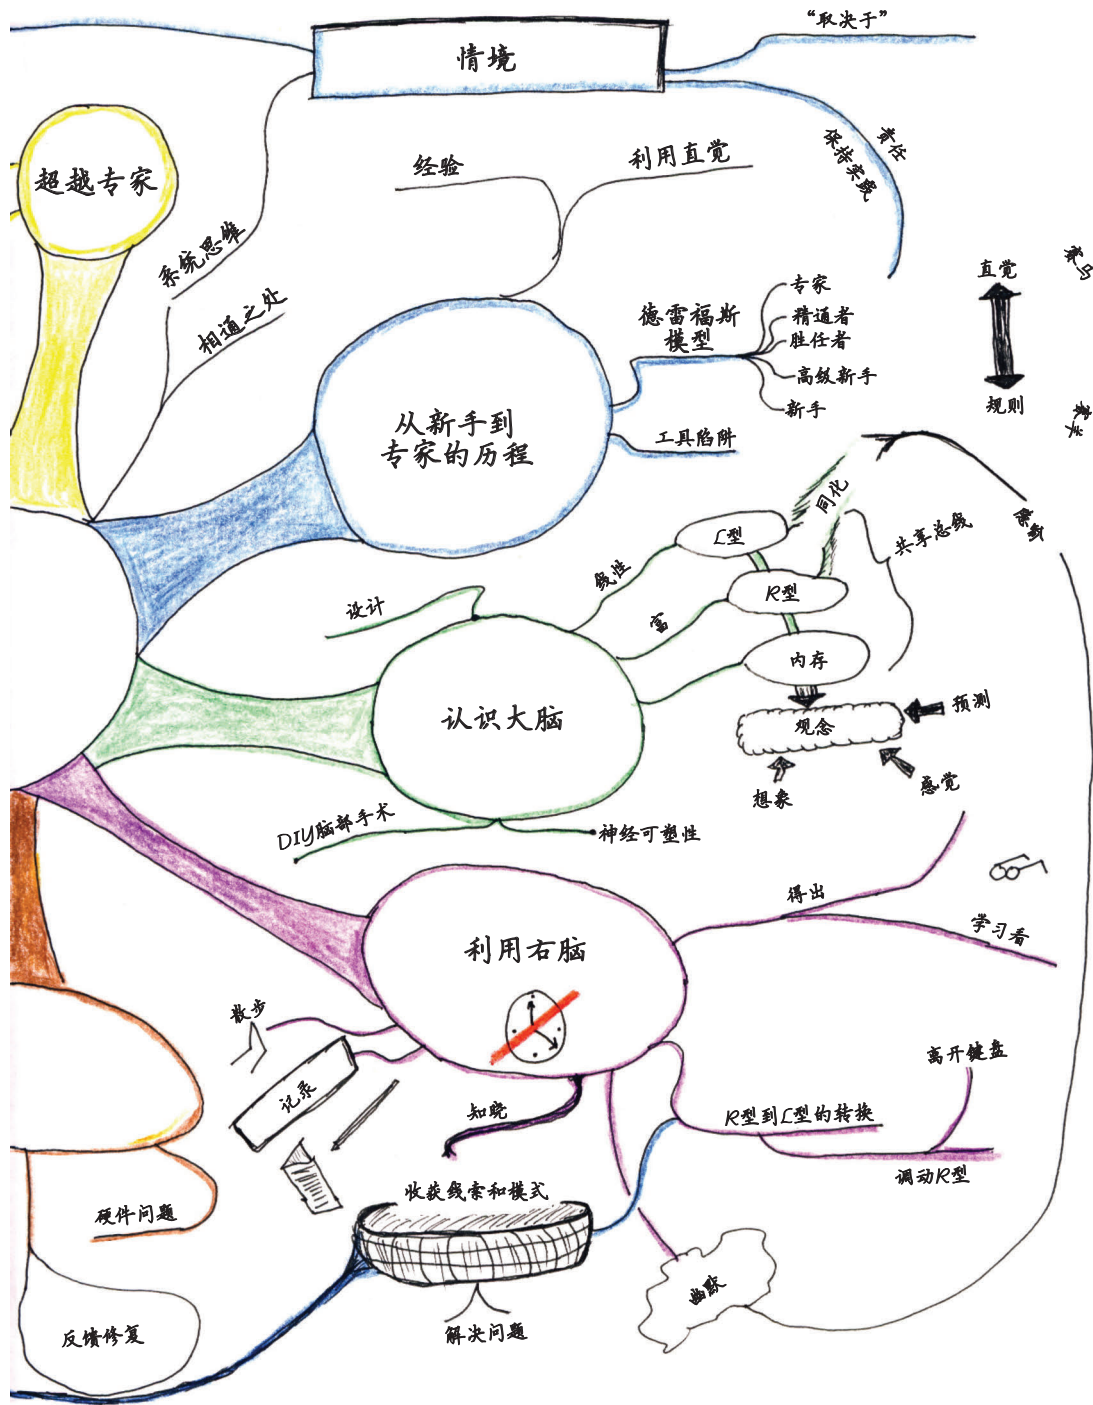 “取决于”
情境
责任
保持实践
经验
利用直觉
超越专家
系统思维
相通之处
直觉
规则
赛马
牵头
德雷福斯
模型
专家
精通者
胜任者
高级新手
新手
从新手到
专家的历程
工具陷阱
同化
L型
共享总线
线性
R型
富
设计
内存
认识大脑
观念
预测
想象
感觉
DIY脑部手术
神经可塑性
得出
学习看
利用右脑
散步
记录
离开键盘
知晓
R型到L型的转换
调动R型
收获线索和模式
硬件问题
幽默
反馈修复
解决问题